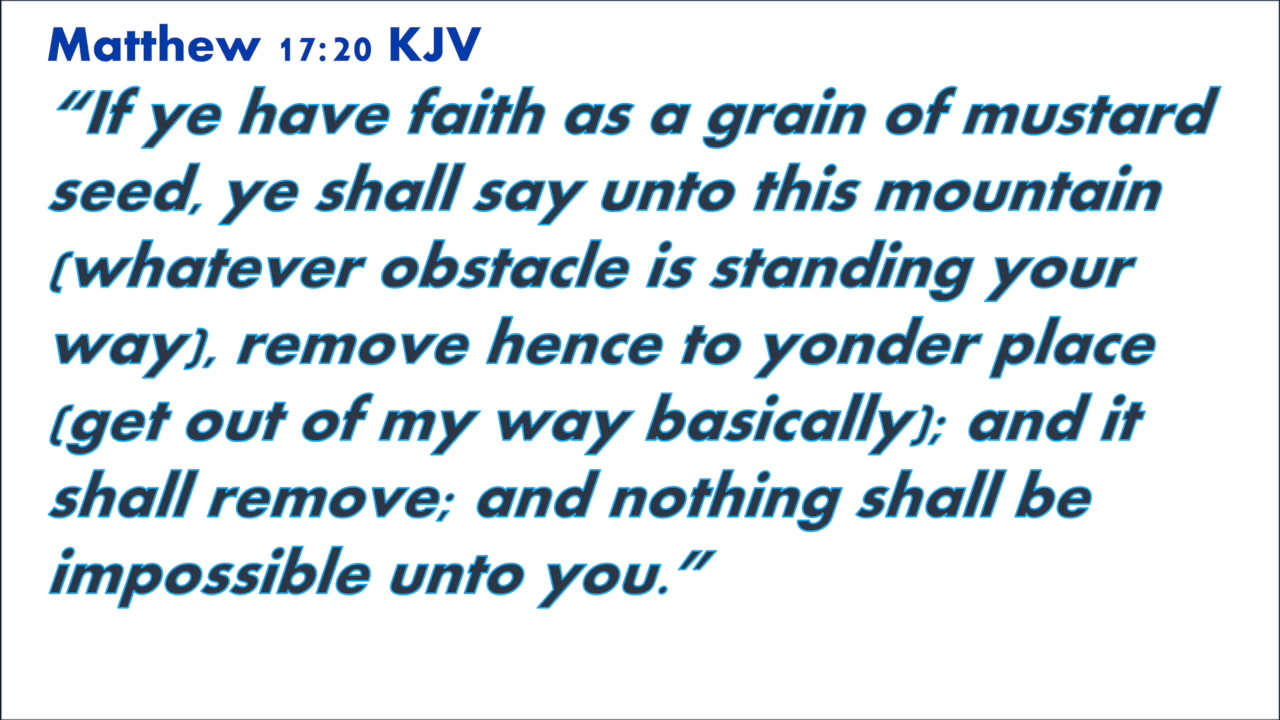 Matthew 17:20 KJV
“If ye have faith as a grain of mustard
seed, ye shall say unto this mountain
(whatever obstacle is standing your
way), remove hence to yonder place
(get out of my way basically); and it
shall remove; and nothing shall be
impossible unto you.”